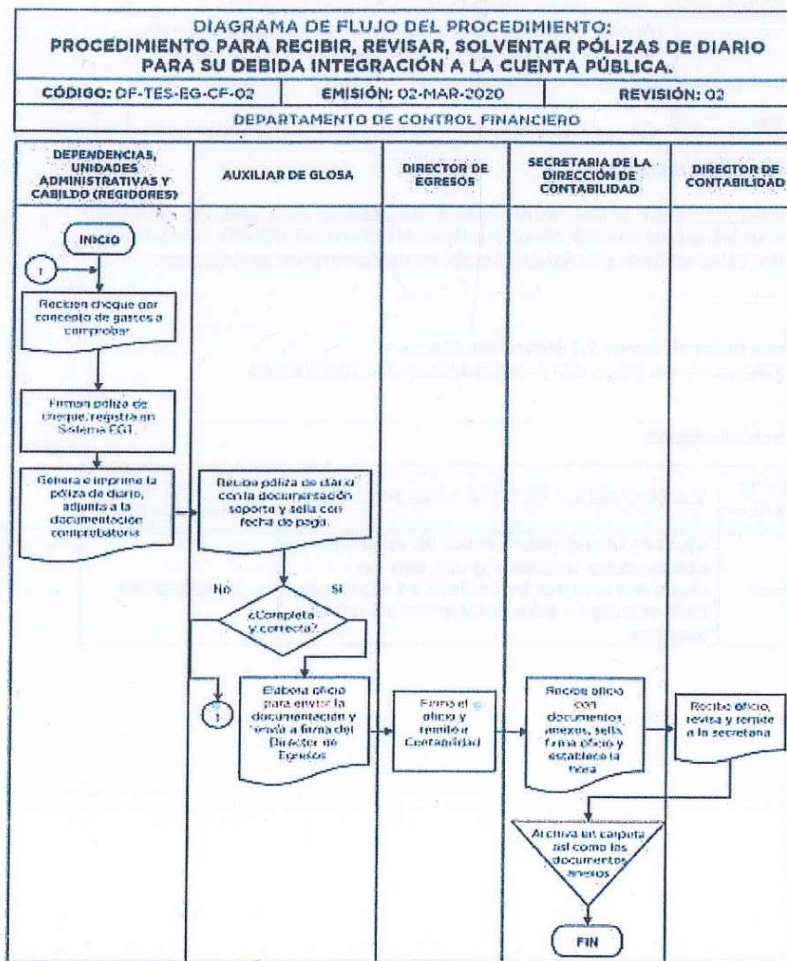 DIAGRAMA DE FLUJO DEL PROCEDIMIENTO:
PROCEDIMIENTO PARA RECIBIR, REVISAR, SOLVENTAR PÓLIZAS DE DIARIO
PARA SU DEBIDA INTEGRACIÓN A LA CUENTA PÚBLICA.
CÓDIGO: DF-TES-EG-CF-02
EMISIÓN: 02-MAR-2020
REVISIÓN: 02
DEPARTAMENTO DE CONTROL FINANCIERO
DEPENDENCIAS,
UNIDADES
ADMINISTRATIVAS Y
CABILDO (REGIDORES)
AUXILIAR DE GLOSA
DIRECTOR DE
EGRESOS
SECRETARIA DE LA
DIRECCIÓN DE
CONTABILIDAD
DIRECTOR DE
CONTABILIDAD
INICIO
1
Reciben cheque por
concepto de gastos a
comprobar
Firman póliza de
cheque, registra en
Sistema EGT.
Genera e imprime la
póliza de diario,
adjunta a la
documentación
comprobatoria
Recibe póliza de diario
con la documentación
soporte y sella con
fecha de pago
No
Sí
¿Completa
y correcta?
1
Elabora oficio
para enviar la
documentación y
envía a firma del
Director de
Egresos
Firma el
oficio y
remite a
Contabilidad
Recibe oficio
con
documentos
anexos, sella,
firma oficio y
establece la
hora
Recibe oficio,
revisa y remite
a la secretaria
Archiva en carpeta
así como los
documentos
anexos
FIN